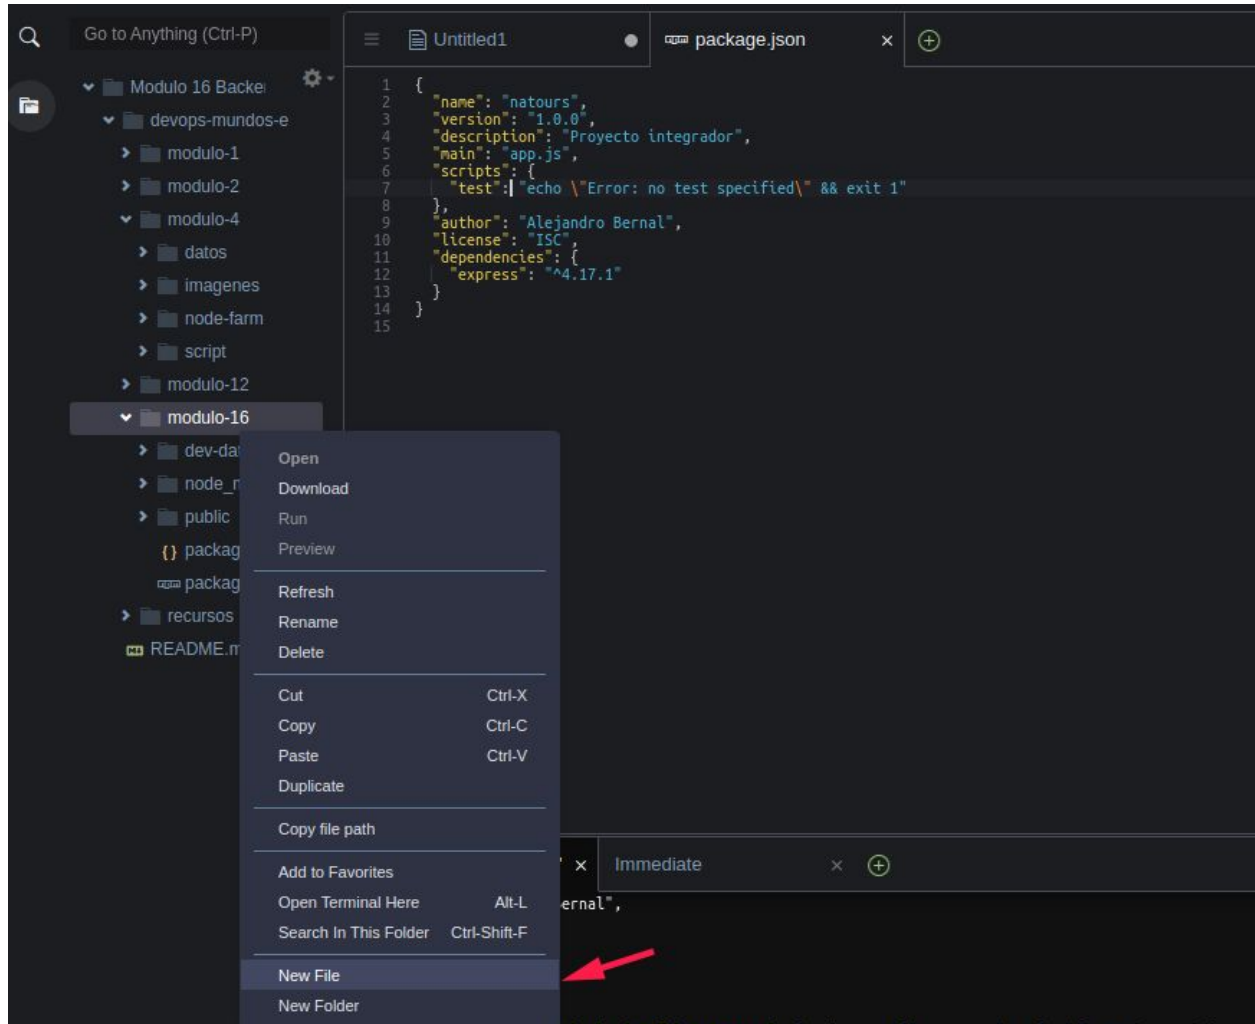 Go to Anything (Ctrl-P)
Modulo 16 Backe
devops-mundos-e
modulo-1
modulo-2
modulo-4
datos
imagenes
node-farm
script
modulo-12
modulo-16
dev-da
node_
public
packag
packag
recursos
README.m
Untitled1
package.json
1 {
2 "name": "natours",
3 "version": "1.0.0",
4 "description": "Proyecto integrador",
5 "main": "app.js",
6 "scripts": {
7 "test": "echo \"Error: no test specified\" && exit 1"
8 },
9 "author": "Alejandro Bernal",
10 "license": "ISC",
11 "dependencies": {
12 "express": "^4.17.1"
13 }
14 }
15
Open
Download
Run
Preview
Refresh
Rename
Delete
Cut Ctrl-X
Copy Ctrl-C
Paste Ctrl-V
Duplicate
Copy file path
Add to Favorites
Open Terminal Here Alt-L
Search In This Folder Ctrl-Shift-F
New File
New Folder
Immediate
ernal",